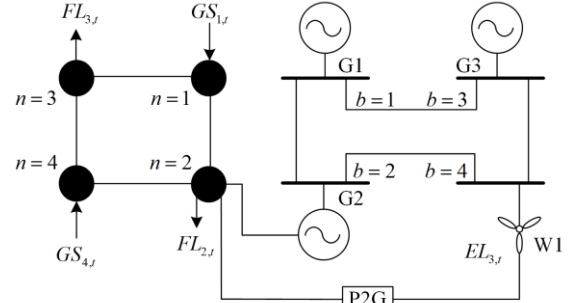 FL3,t
GS1,t
G1
G3
n = 3
n = 1
b = 1
b = 3
n = 4
n = 2
b = 2
b = 4
G2
FL2,t
GS4,t
EL3,t
W1
P2G